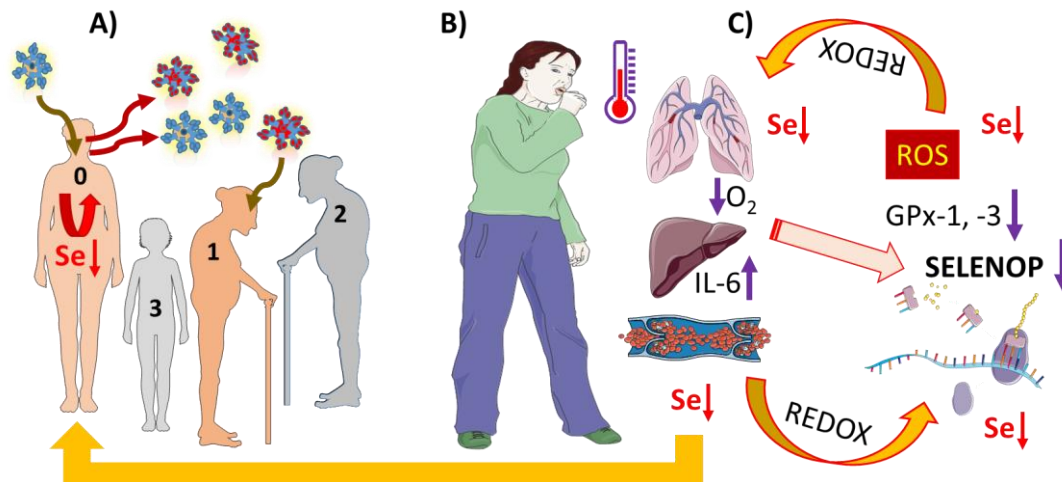 A)
0
Se↓
3
1
2
B)
↓O₂
IL-6↑
Se↓
C)
REDOX
Se↓
Se↓
ROS
GPx-1, -3↓
SELENOP↓
REDOX
Se↓